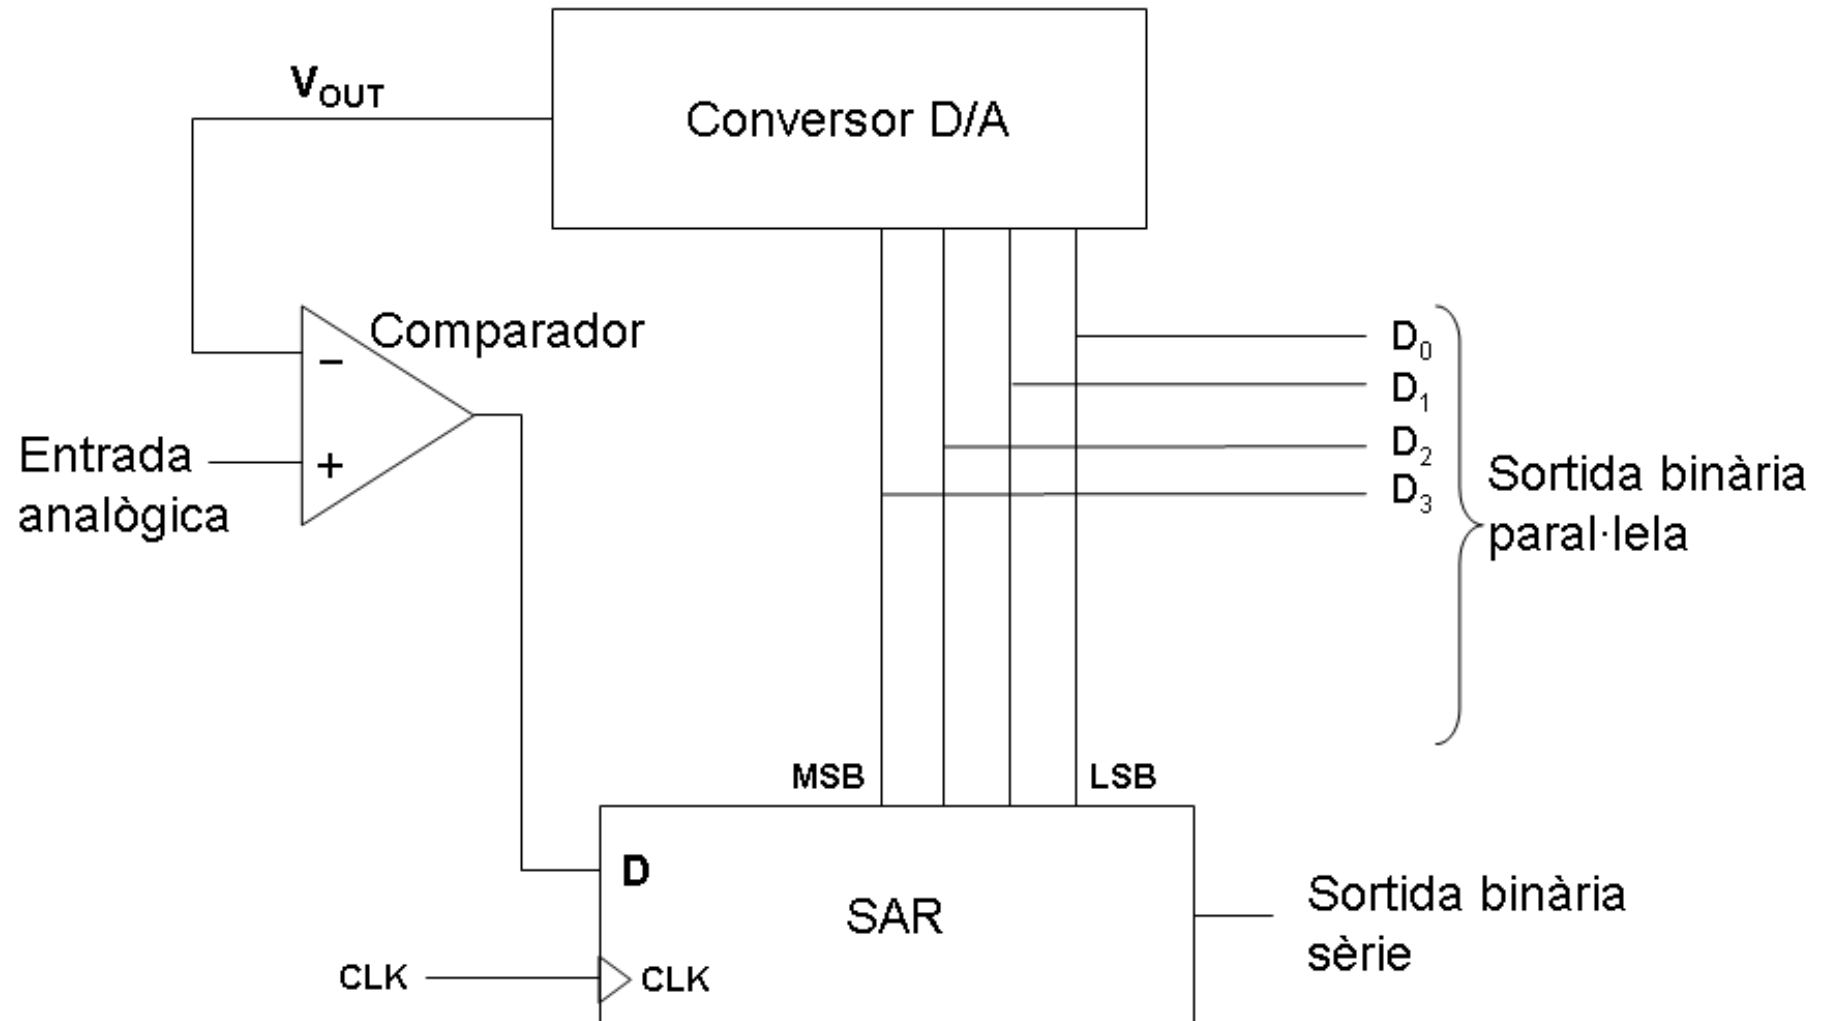 Conversor D/A
VOUT
Comparador
−
+
Entrada
analògica
D0
D1
D2
D3
Sortida binària
paral·lela
MSB
LSB
D
SAR
CLK
CLK
Sortida binària
sèrie